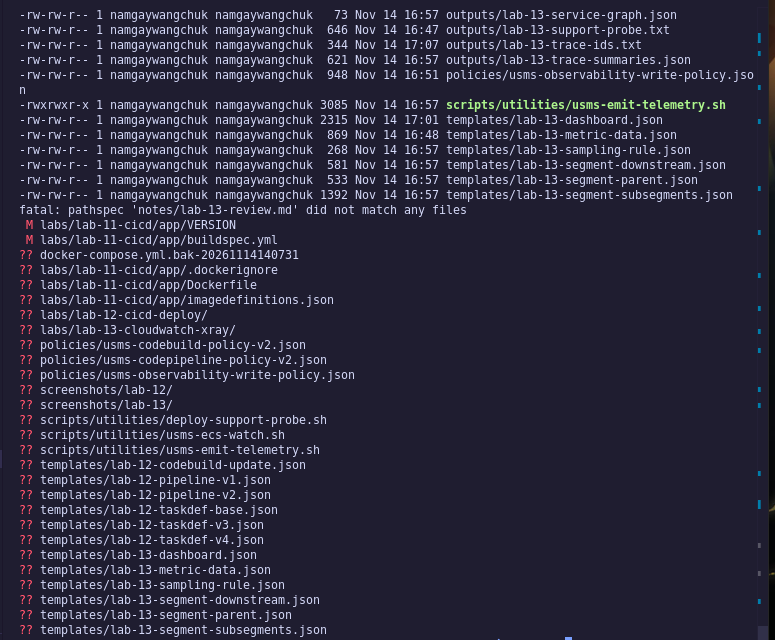 -rw-rw-r-- 1 namgaywangchuk namgaywangchuk   73 Nov 14 16:57 outputs/lab-13-service-graph.json
-rw-rw-r-- 1 namgaywangchuk namgaywangchuk  646 Nov 14 16:47 outputs/lab-13-support-probe.txt
-rw-rw-r-- 1 namgaywangchuk namgaywangchuk  344 Nov 14 17:07 outputs/lab-13-trace-ids.txt
-rw-rw-r-- 1 namgaywangchuk namgaywangchuk  621 Nov 14 16:57 outputs/lab-13-trace-summaries.json
-rw-rw-r-- 1 namgaywangchuk namgaywangchuk  948 Nov 14 16:51 policies/usms-observability-write-policy.jso
n
-rwxrwxr-x 1 namgaywangchuk namgaywangchuk 3085 Nov 14 16:57 scripts/utilities/usms-emit-telemetry.sh
-rw-rw-r-- 1 namgaywangchuk namgaywangchuk 2315 Nov 14 17:01 templates/lab-13-dashboard.json
-rw-rw-r-- 1 namgaywangchuk namgaywangchuk  869 Nov 14 16:48 templates/lab-13-metric-data.json
-rw-rw-r-- 1 namgaywangchuk namgaywangchuk  268 Nov 14 16:57 templates/lab-13-sampling-rule.json
-rw-rw-r-- 1 namgaywangchuk namgaywangchuk  581 Nov 14 16:57 templates/lab-13-segment-downstream.json
-rw-rw-r-- 1 namgaywangchuk namgaywangchuk  533 Nov 14 16:57 templates/lab-13-segment-parent.json
-rw-rw-r-- 1 namgaywangchuk namgaywangchuk 1392 Nov 14 16:57 templates/lab-13-segment-subsegments.json
fatal: pathspec 'notes/lab-13-review.md' did not match any files
 M labs/lab-11-cicd/app/VERSION
 M labs/lab-11-cicd/app/buildspec.yml
?? docker-compose.yml.bak-20261114140731
?? labs/lab-11-cicd/app/.dockerignore
?? labs/lab-11-cicd/app/Dockerfile
?? labs/lab-11-cicd/app/imagedefinitions.json
?? labs/lab-12-cicd-deploy/
?? labs/lab-13-cloudwatch-xray/
?? policies/usms-codebuild-policy-v2.json
?? policies/usms-codepipeline-policy-v2.json
?? policies/usms-observability-write-policy.json
?? screenshots/lab-12/
?? screenshots/lab-13/
?? scripts/utilities/deploy-support-probe.sh
?? scripts/utilities/usms-ecs-watch.sh
?? scripts/utilities/usms-emit-telemetry.sh
?? templates/lab-12-codebuild-update.json
?? templates/lab-12-pipeline-v1.json
?? templates/lab-12-pipeline-v2.json
?? templates/lab-12-taskdef-base.json
?? templates/lab-12-taskdef-v3.json
?? templates/lab-12-taskdef-v4.json
?? templates/lab-13-dashboard.json
?? templates/lab-13-metric-data.json
?? templates/lab-13-sampling-rule.json
?? templates/lab-13-segment-downstream.json
?? templates/lab-13-segment-parent.json
?? templates/lab-13-segment-subsegments.json